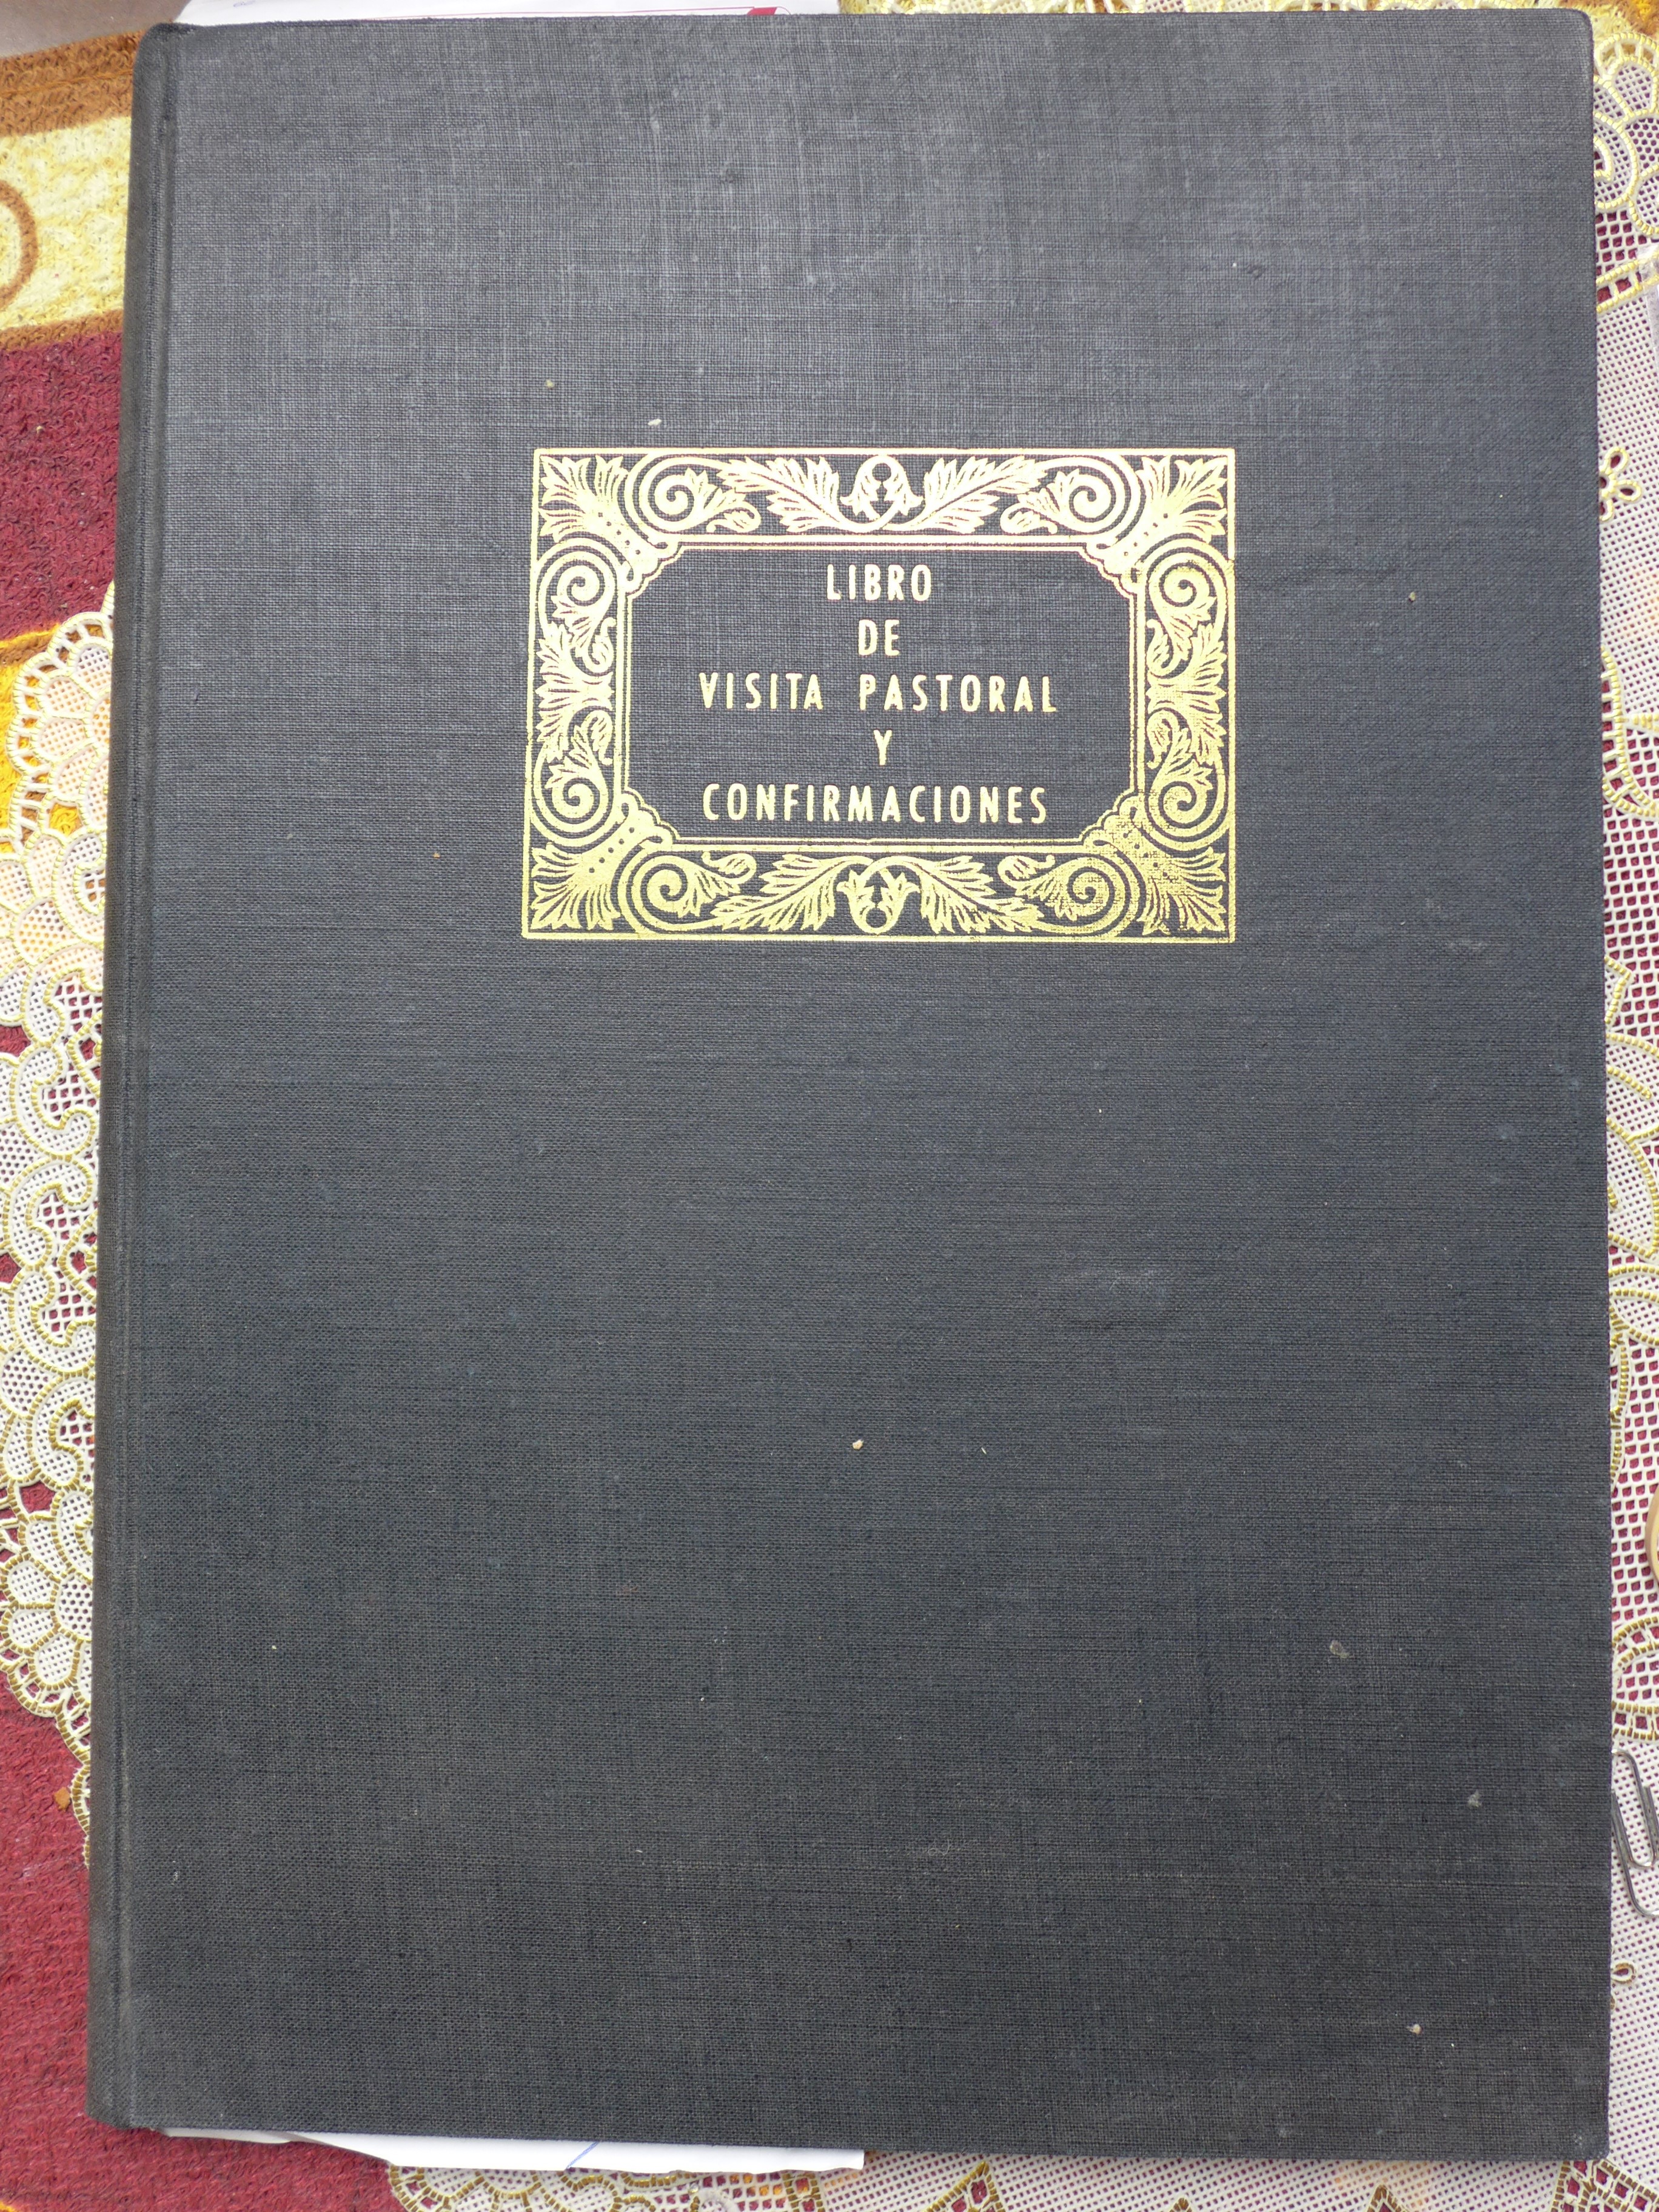 LIBRO
DE
VISITA PASTORAL
Y
CONFIRMACIONES